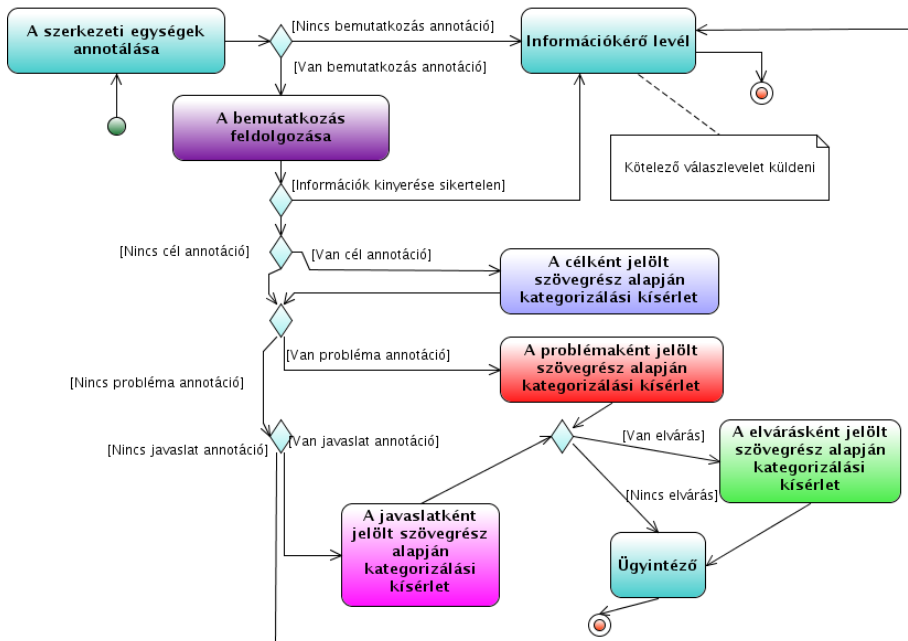 A szerkezeti egységek
annotálása
[Nincs bemutatkozás annotáció]
Információkérő levél
[Van bemutatkozás annotáció]
A bemutatkozás
feldolgozása
Kötelező válaszlevelet küldeni
[Információk kinyerése sikertelen]
[Nincs cél annotáció]
[Van cél annotáció]
A célként jelölt
szövegrész alapján
kategorizálási kísérlet
[Van probléma annotáció]
A problémaként jelölt
szövegrész alapján
kategorizálási kísérlet
[Nincs probléma annotáció]
[Nincs javaslat annotáció]
[Van javaslat annotáció]
[Van elvárás]
A elvárásként jelölt
szövegrész alapján
kategorizálási
kísérlet
[Nincs elvárás]
A javaslatként
jelölt szövegrész
alapján
kategorizálási
kísérlet
Ügyintéző